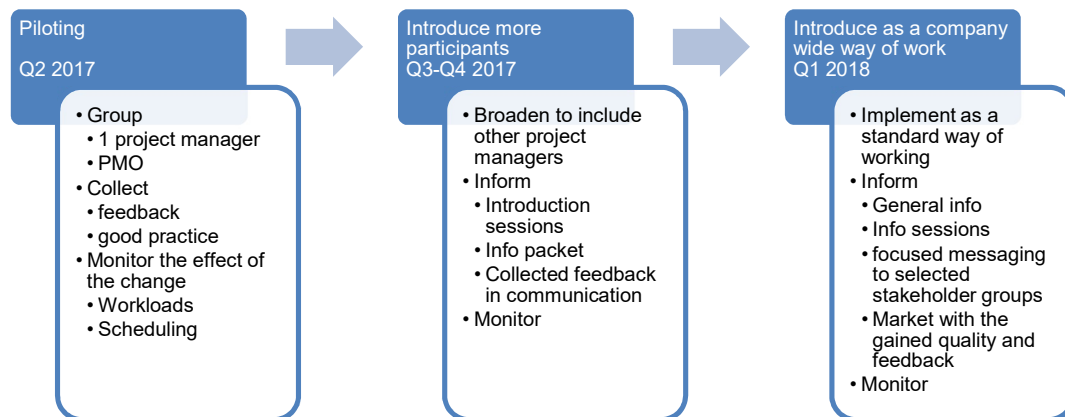 Piloting
Q2 2017
• Group
• 1 project manager
• PMO
• Collect
• feedback
• good practice
• Monitor the effect of
the change
• Workloads
• Scheduling
Introduce more
participants
Q3-Q4 2017
• Broaden to include
other project
managers
• Inform
• Introduction
sessions
• Info packet
• Collected feedback
in communication
• Monitor
Introduce as a company
wide way of work
Q1 2018
• Implement as a
standard way of
working
• Inform
• General info
• Info sessions
• focused messaging
to selected
stakeholder groups
• Market with the
gained quality and
feedback
• Monitor